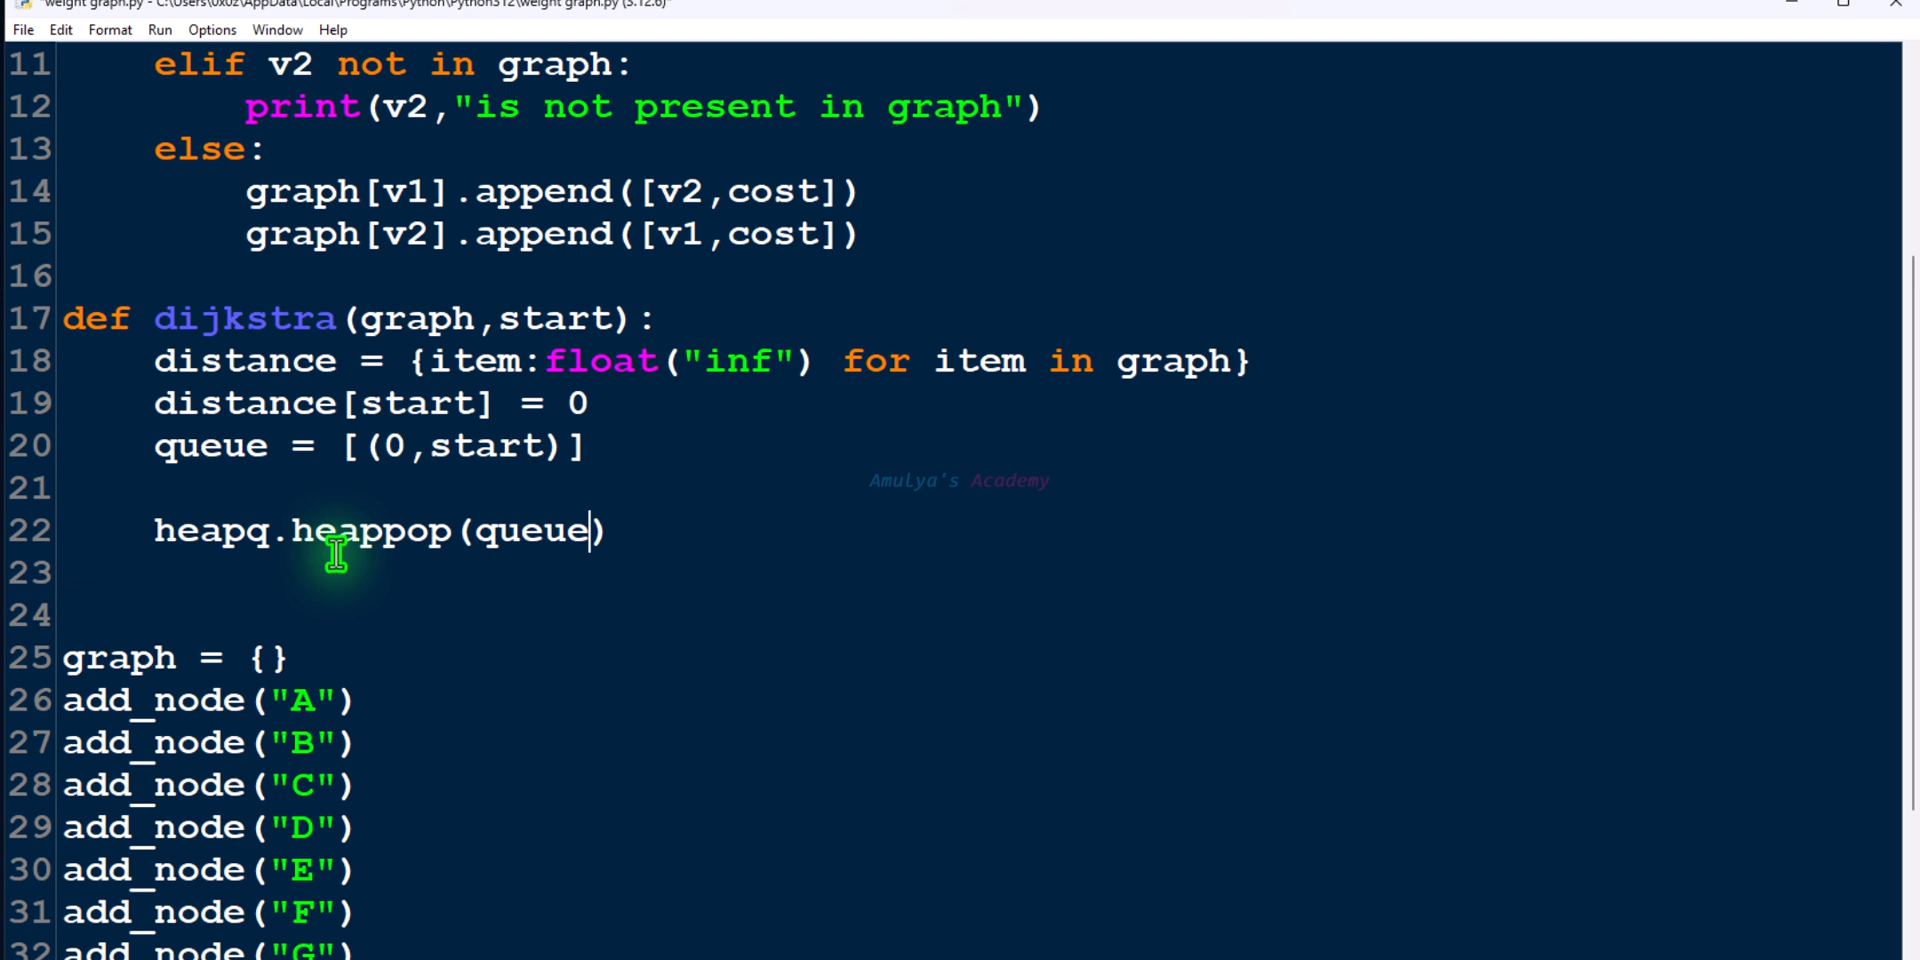 *weight graph.py - C:\Users\0x0z\AppData\Local\Programs\Python\Python312\weight graph.py (3.12.6)*
File Edit Format Run Options Window Help
11 elif v2 not in graph:
12 print(v2,"is not present in graph")
13 else:
14 graph[v1].append([v2,cost])
15 graph[v2].append([v1,cost])
16
17 def dijkstra(graph,start):
18 distance = {item:float("inf") for item in graph}
19 distance[start] = 0
20 queue = [(0,start)]
Amulya's Academy
21
22 heapq.heappop(queue)
23
24
25 graph = {}
26 add_node("A")
27 add_node("B")
28 add_node("C")
29 add_node("D")
30 add_node("E")
31 add_node("F")
32 add_node("G")